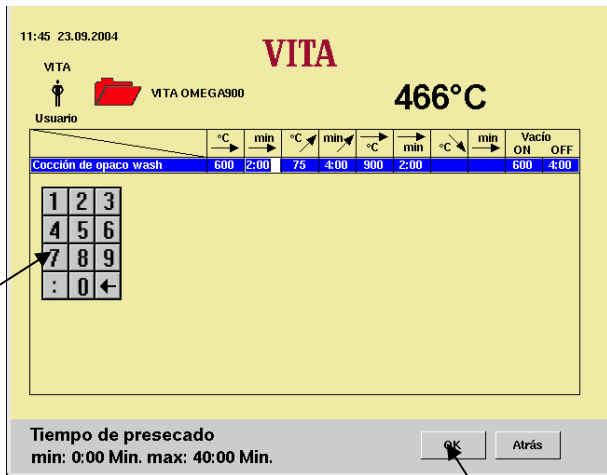 11:45 23.09.2004
VITA
VITA
VITA OMEGA900
466°C
Usuario
°C min °C min °C min °C min Vacío
ON OFF
Cocción de opaco wash 600 2:00 75 4:00 900 2:00 600 4:00
1 2 3
4 5 6
7 8 9
: 0 ←
Tiempo de presecado
min: 0:00 Min. max: 40:00 Min.
OK Atrás